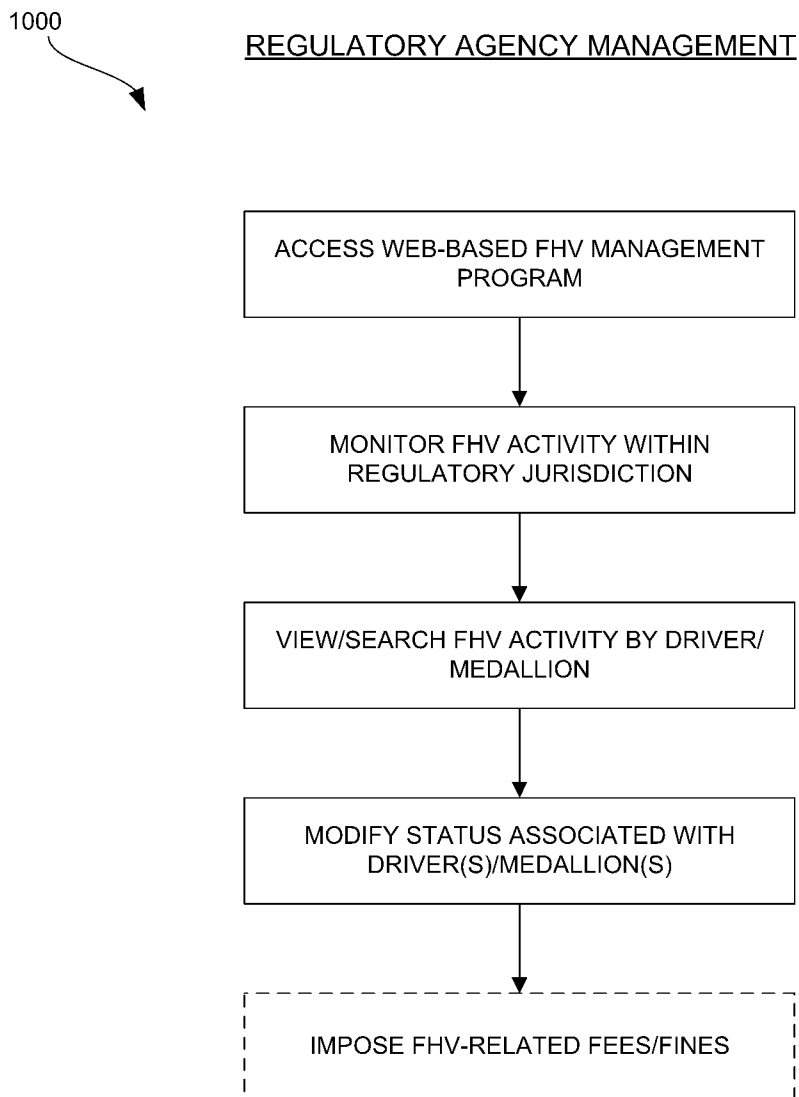 1000
REGULATORY AGENCY MANAGEMENT
ACCESS WEB-BASED FHV MANAGEMENT
PROGRAM
MONITOR FHV ACTIVITY WITHIN
REGULATORY JURISDICTION
VIEW/SEARCH FHV ACTIVITY BY DRIVER/
MEDALLION
MODIFY STATUS ASSOCIATED WITH
DRIVER(S)/MEDALLION(S)
IMPOSE FHV-RELATED FEES/FINES